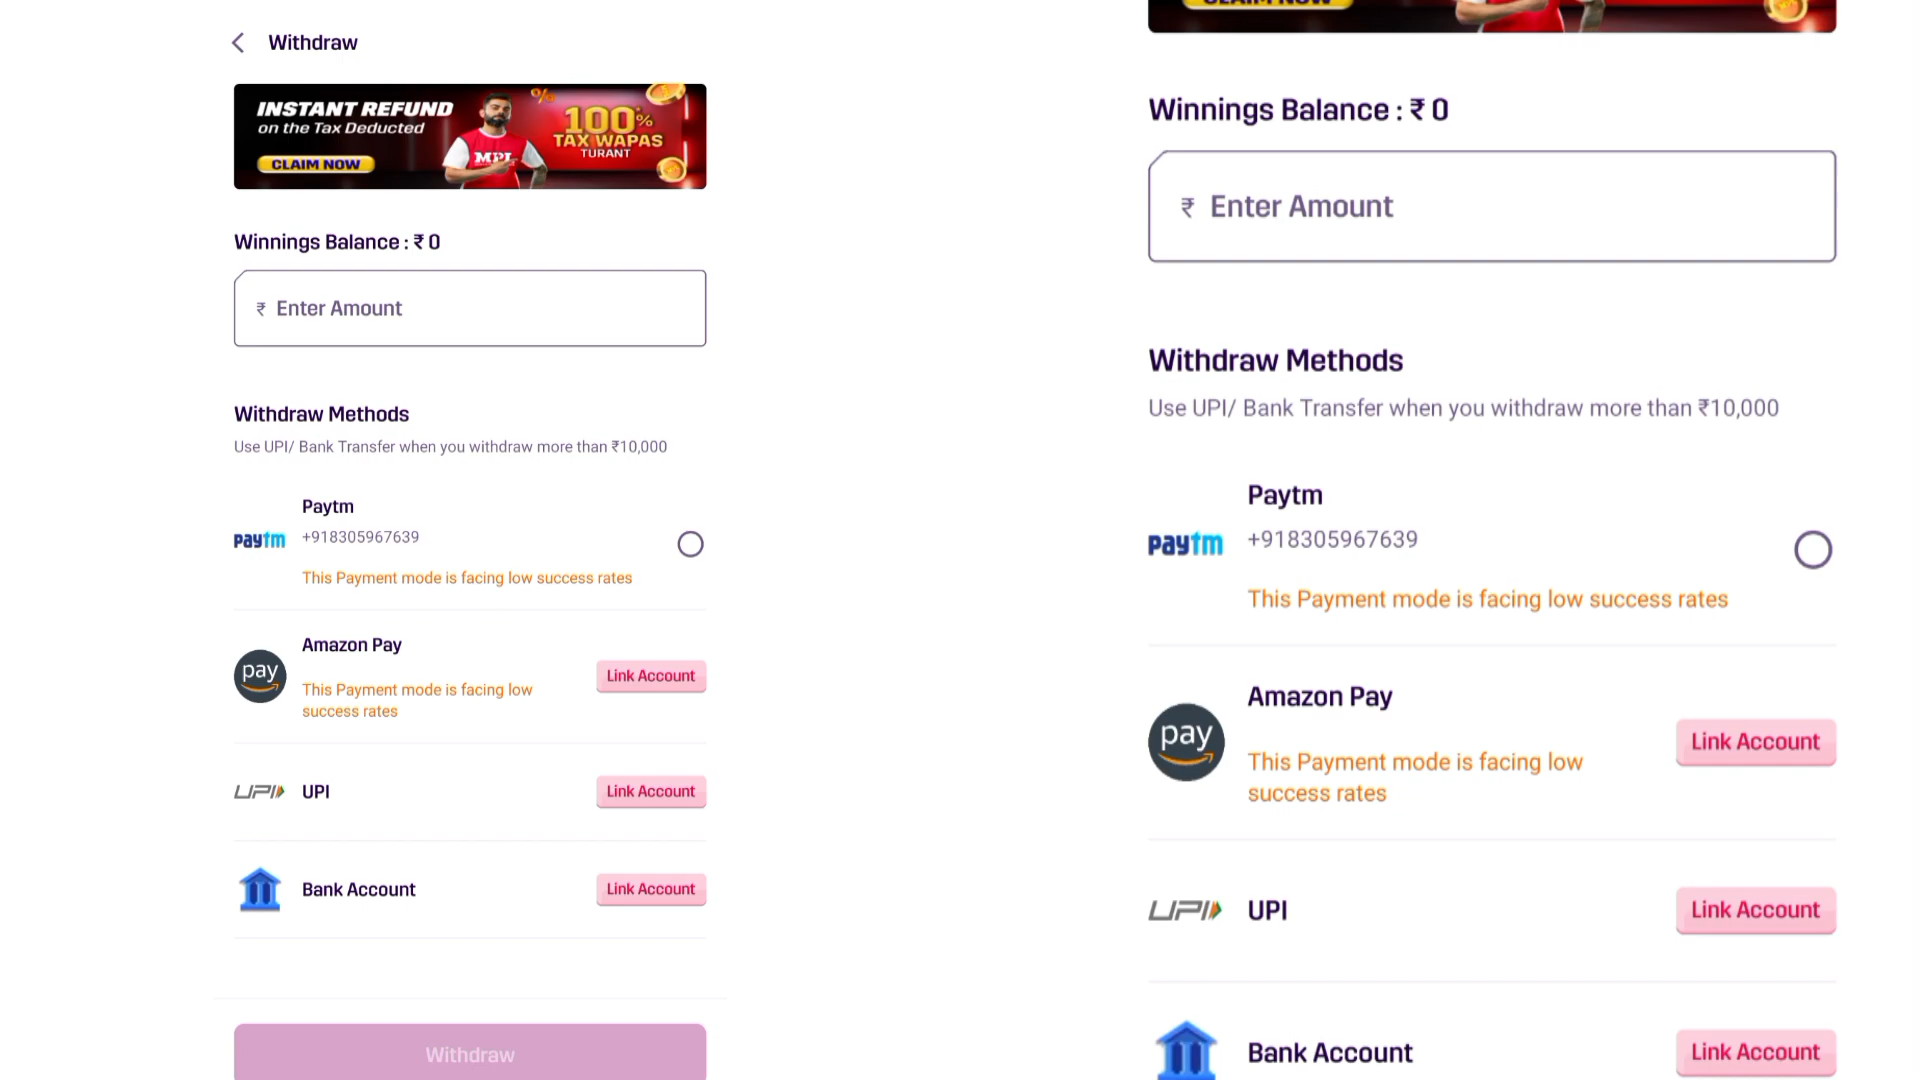 Withdraw
INSTANT REFUND
on the Tax Deducted
CLAIM NOW
%
100%
TAX WAPAS
TURANT
MPL
Winnings Balance : ₹ 0
₹ Enter Amount
Withdraw Methods
Use UPI/ Bank Transfer when you withdraw more than ₹10,000
Paytm
paytm
+918305967639
This Payment mode is facing low success rates
Amazon Pay
pay
This Payment mode is facing low
success rates
Link Account
UPI
UPI
Link Account
Bank Account
Link Account
Withdraw
CLAIM NOW
Winnings Balance : ₹ 0
₹ Enter Amount
Withdraw Methods
Use UPI/ Bank Transfer when you withdraw more than ₹10,000
Paytm
paytm
+918305967639
This Payment mode is facing low success rates
Amazon Pay
pay
This Payment mode is facing low
success rates
Link Account
UPI
UPI
Link Account
Bank Account
Link Account